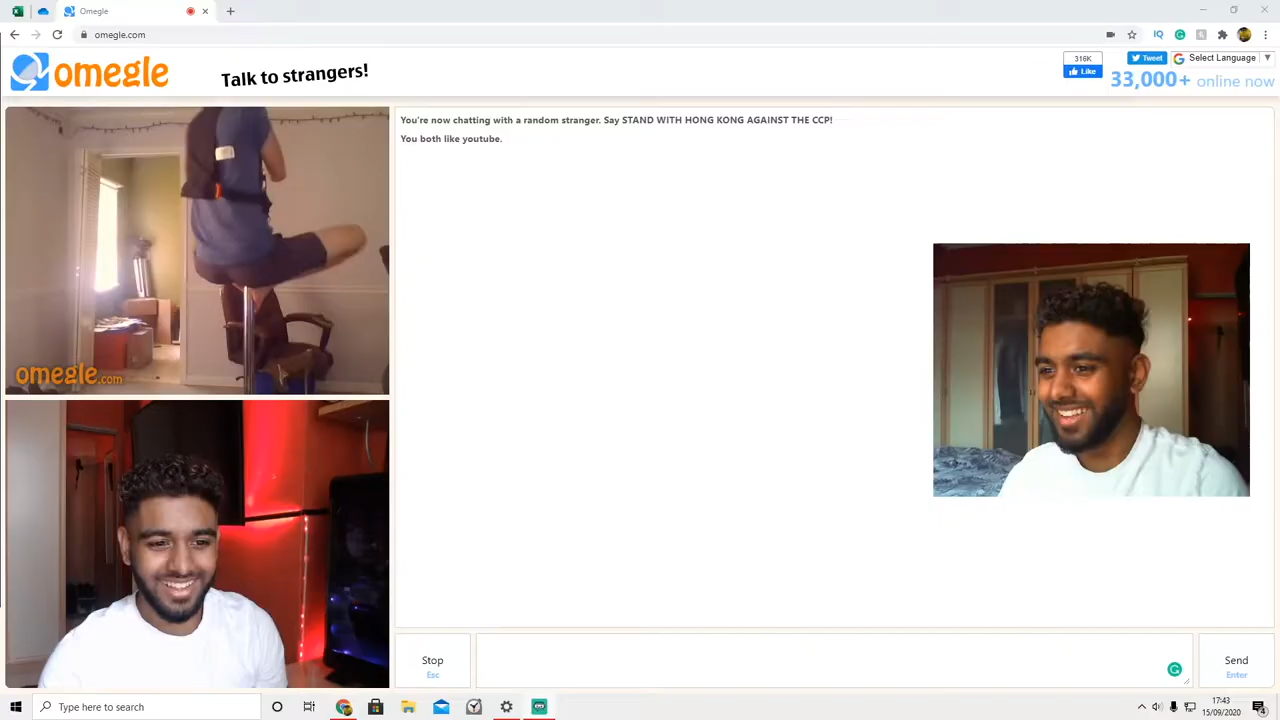 Omegle
omegle.com
omegle
Talk to strangers!
316K
Like
Tweet
Select Language
33,000+ online now
You're now chatting with a random stranger. Say STAND WITH HONG KONG AGAINST THE CCP!
You both like youtube.
omegle.com
Stop
Esc
Send
Enter
Type here to search
17:43
15/09/2020
4